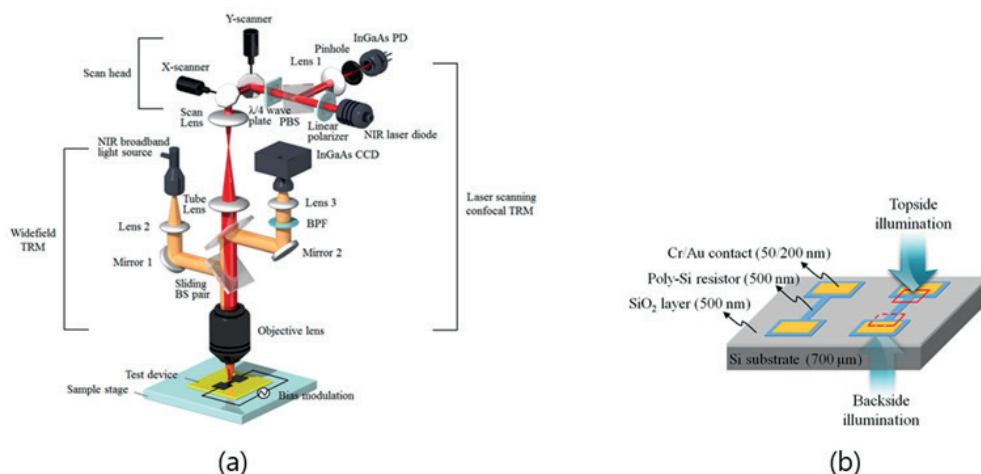 Y-scanner
InGaAs PD
Pinhole
Lens 1
X-scanner
Scan head
Scan
Lens
λ/4 wave
plate
PBS
Linear
polarizer
NIR laser diode
NIR broadband
light source
InGaAs CCD
Tube
Lens
Lens 3
BPF
Lens 2
Mirror 1
Mirror 2
Widefield
TRM
Sliding
BS pair
Laser scanning
confocal TRM
Objective lens
Test device
Sample stage
Bias modulation
(a)
Topside
illumination
Cr/Au contact (50/200 nm)
Poly-Si resistor (500 nm)
SiO₂ layer (500 nm)
Si substrate (700 μm)
Backside
illumination
(b)